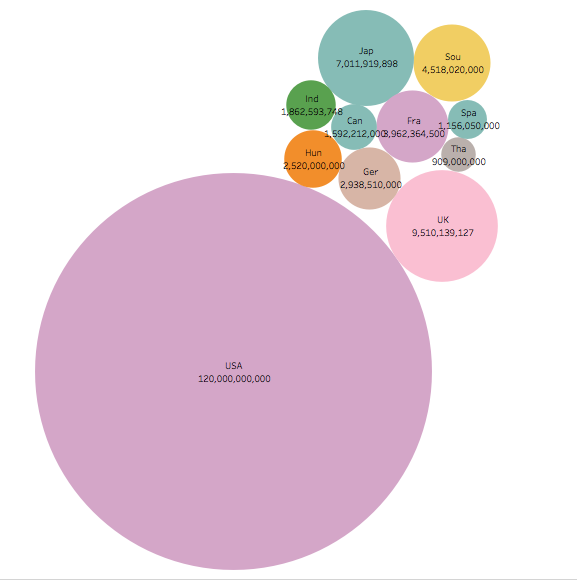 Jap
7,011,919,898
Sou
4,518,020,000
Ind
1,862,593,748
Can
1,592,212,000
Fra
3,962,364,500
Spa
1,156,050,000
Tha
909,000,000
Hun
2,520,000,000
Ger
2,938,510,000
UK
9,510,139,127
USA
120,000,000,000